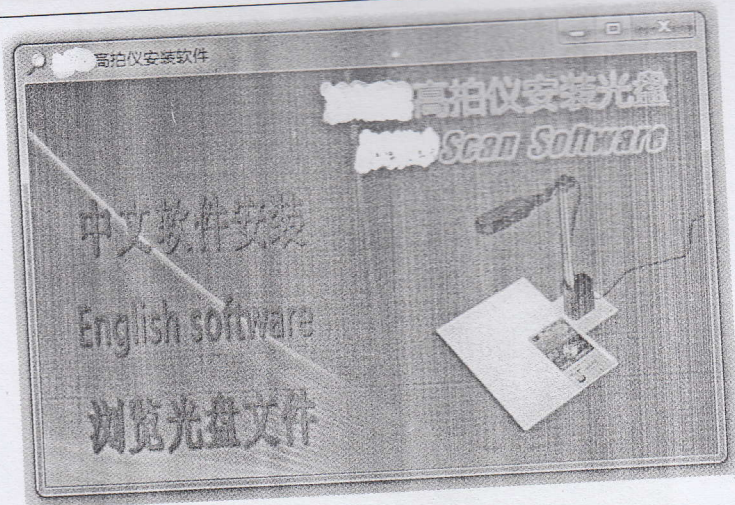 高拍仪安装软件
高拍仪安装光盘
Scan Software
中文软件安装
English software
浏览光盘文件